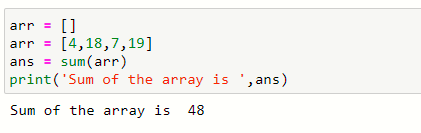 arr = []
arr = [4,18,7,19]
ans = sum(arr)
print('Sum of the array is ',ans)
Sum of the array is  48